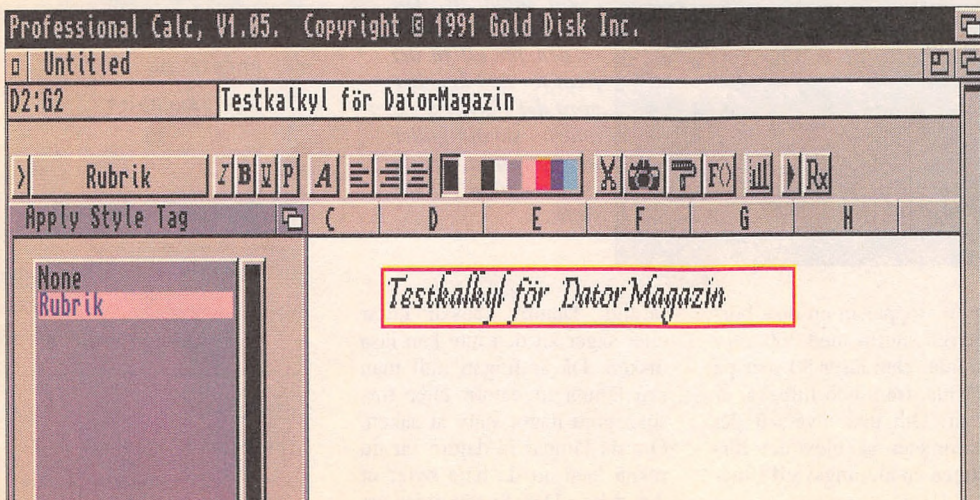 Professional Calc, V1.05. Copyright © 1991 Gold Disk Inc.
Untitled
D2:G2 Testkalkyl för DatorMagazin
> Rubrik I B U P A F() Rx
Apply Style Tag C D E F G H
None
Rubrik
Testkalkyl för DatorMagazin